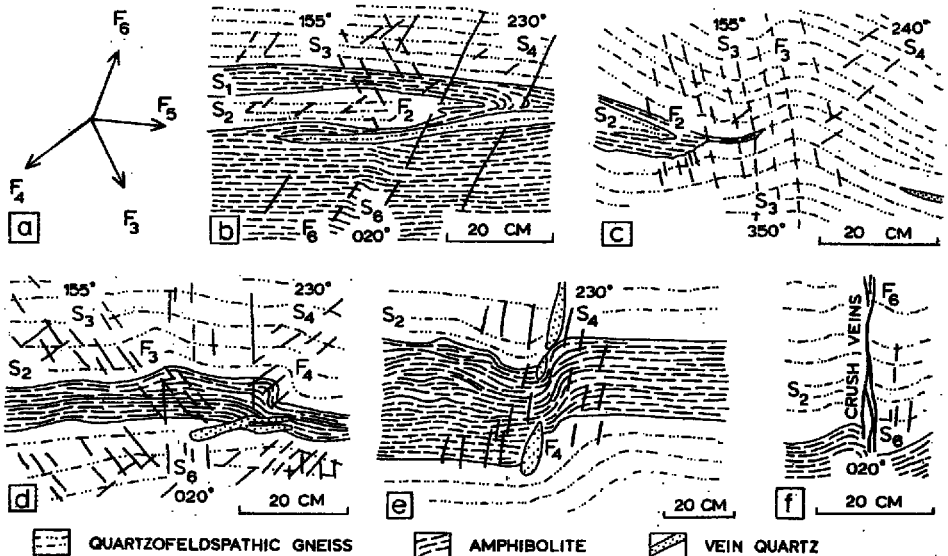 F6
F5
F4
F3
a
155°
230°
S3
S4
S1
S2
F2
S6
F6
020°
20 CM
b
155°
240°
S3
F3
S4
S2
F2
S3
350°
20 CM
c
155°
230°
S3
S4
F3
S2
F4
S6
020°
20 CM
d
230°
S2
S4
F4
20 CM
e
F6
CRUSH VEINS
S2
S6
020°
20 CM
f
QUARTZOFELDSPATHIC GNEISS
AMPHIBOLITE
VEIN QUARTZ